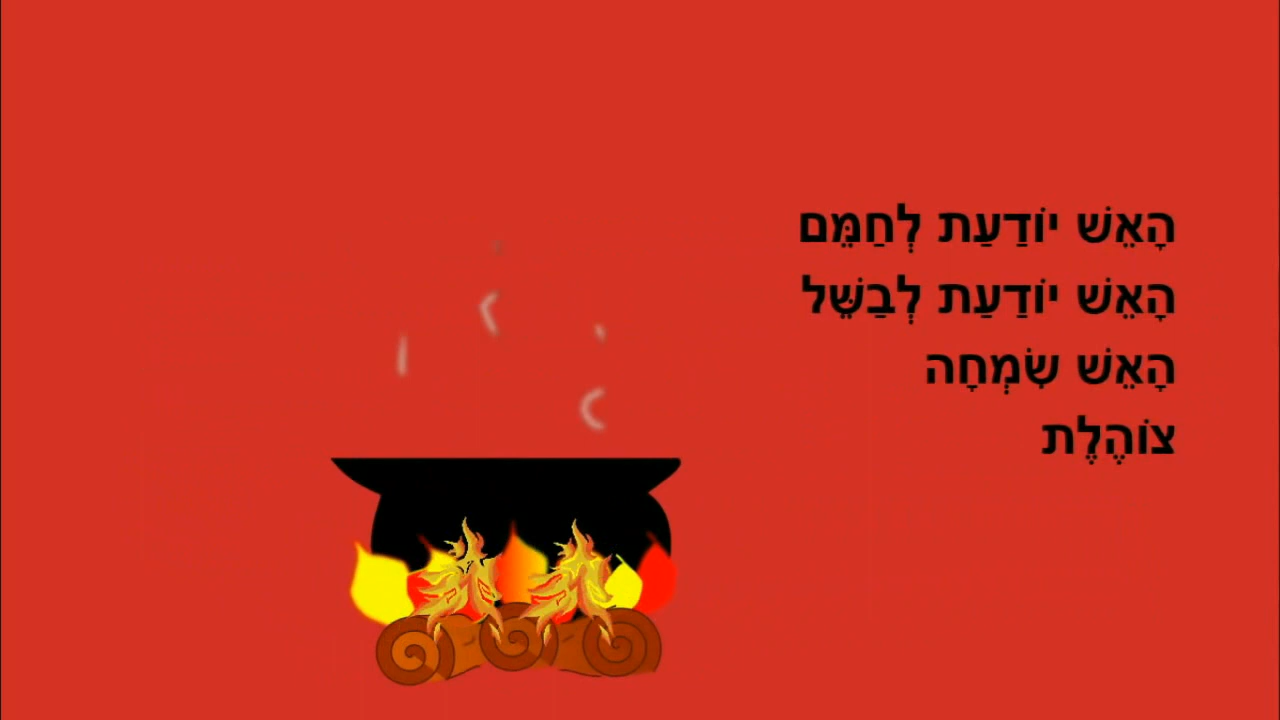 הָאֵשׁ יוֹדַעַת לְחַמֵּם
הָאֵשׁ יוֹדַעַת לְבַשֵּׁל
הָאֵשׁ שִׂמְחָה
צוֹהֶלֶת